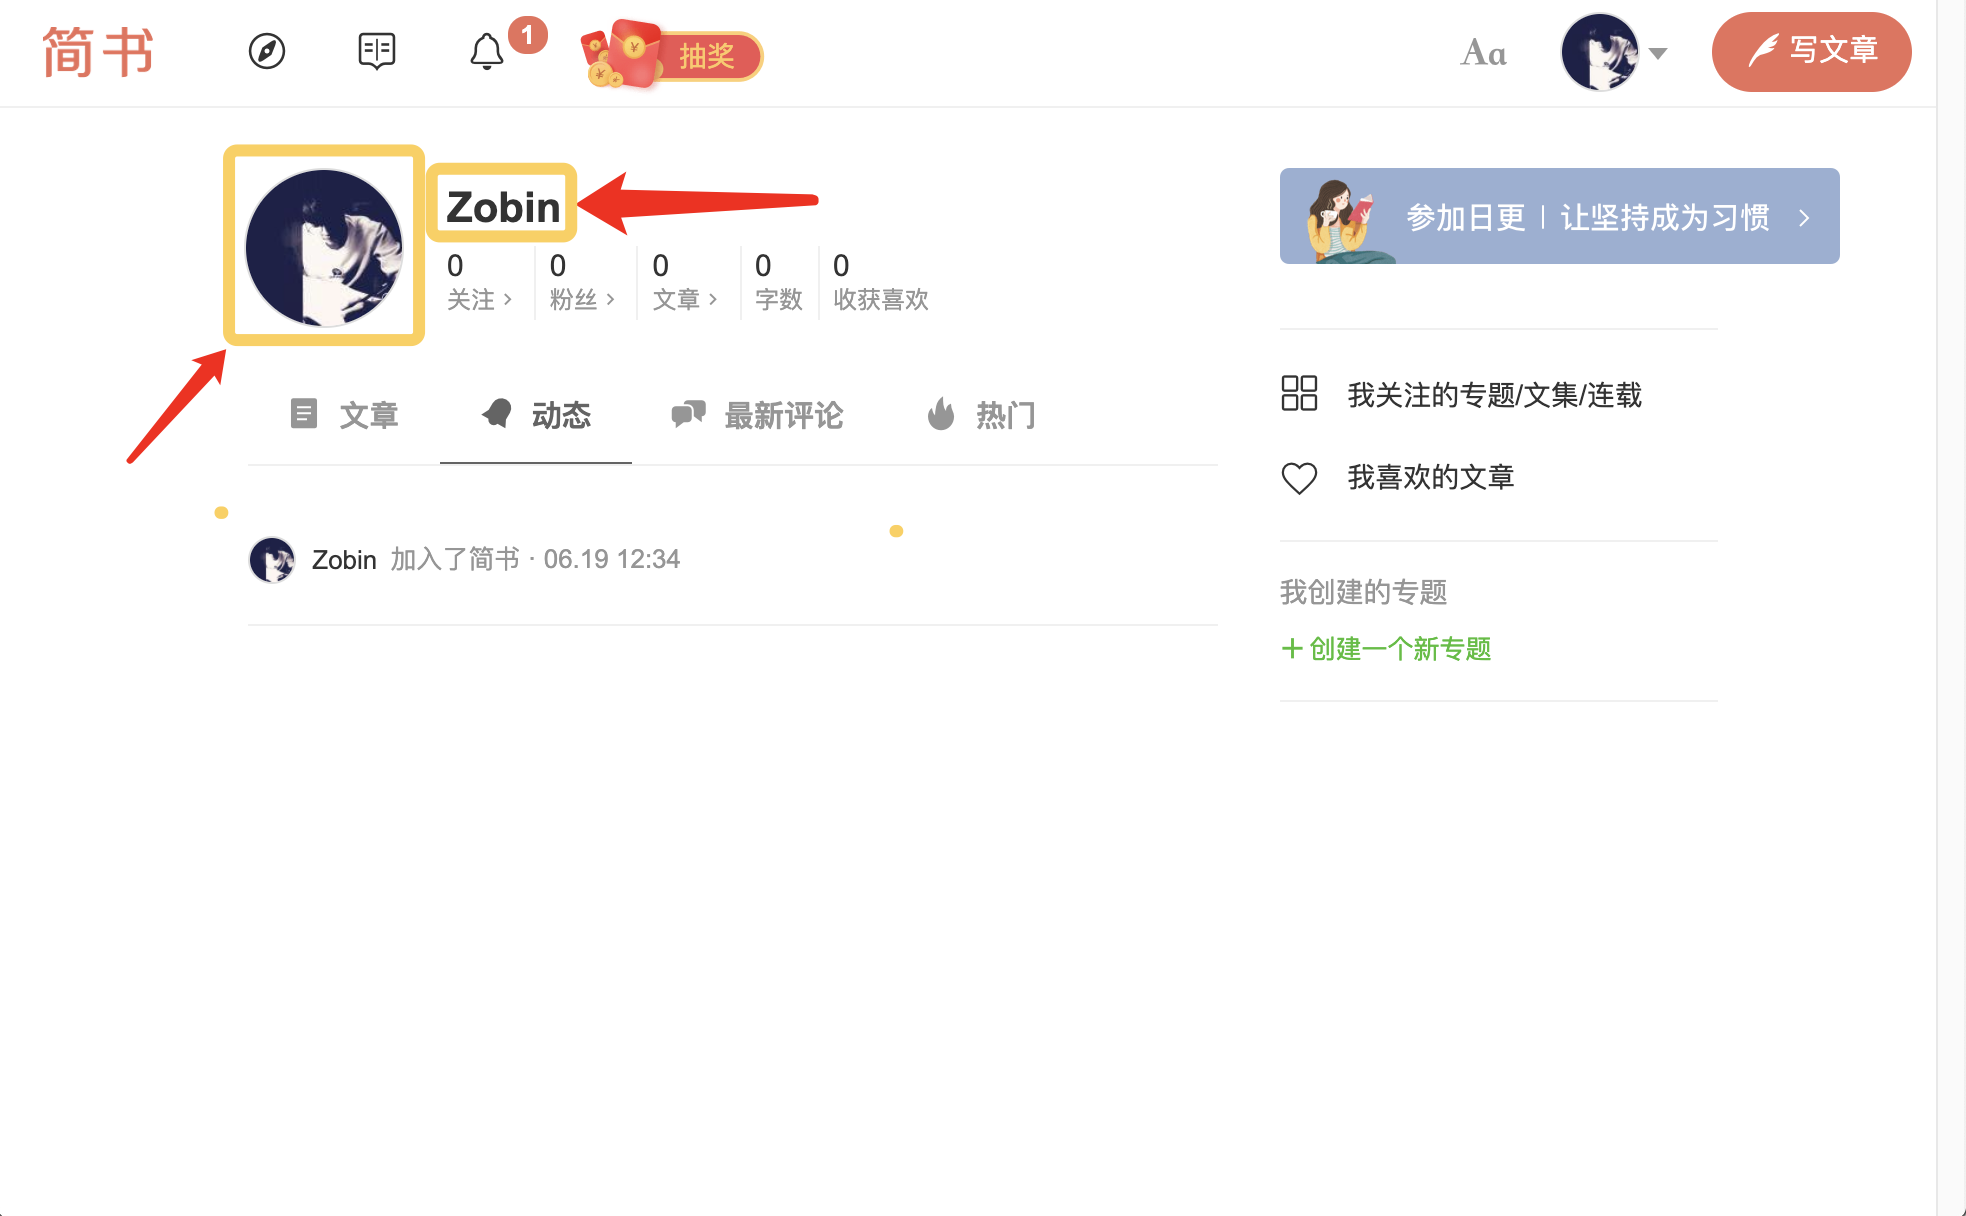 简书
1
抽奖
Aa
写文章
Zobin
0 0 0 0 0
关注 粉丝 文章 字数 收获喜欢
参加日更 | 让坚持成为习惯
文章 动态 最新评论 热门
Zobin 加入了简书 · 06.19 12:34
我关注的专题/文集/连载
我喜欢的文章
我创建的专题
+ 创建一个新专题